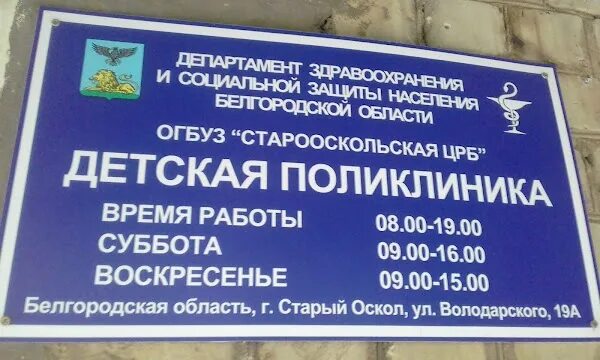 ДЕПАРТАМЕНТ ЗДРАВООХРАНЕНИЯ
И СОЦИАЛЬНОЙ ЗАЩИТЫ НАСЕЛЕНИЯ
БЕЛГОРОДСКОЙ ОБЛАСТИ
ОГБУЗ "СТАРООСКОЛЬСКАЯ ЦРБ"
ДЕТСКАЯ ПОЛИКЛИНИКА
ВРЕМЯ РАБОТЫ 08.00-19.00
СУББОТА 09.00-16.00
ВОСКРЕСЕНЬЕ 09.00-15.00
Белгородская область, г. Старый Оскол, ул. Володарского, 19А